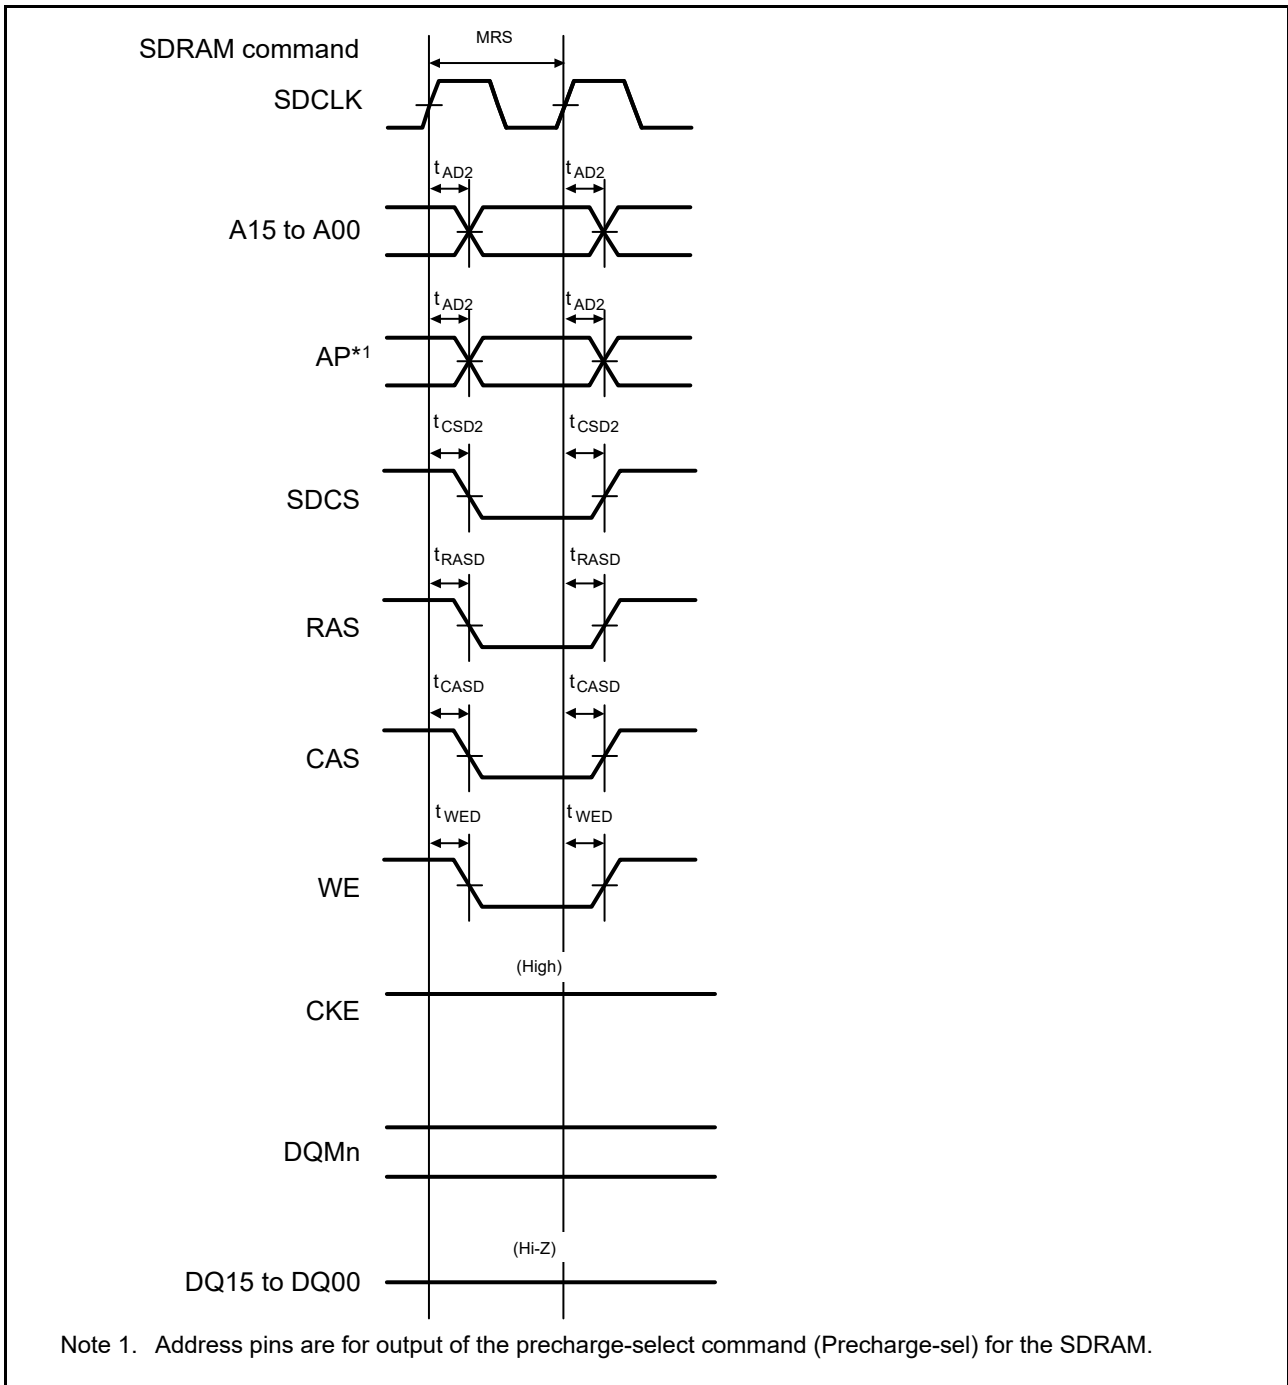 SDRAM command
MRS
SDCLK
tAD2 tAD2
A15 to A00
tAD2 tAD2
AP*1
tCSD2 tCSD2
SDCS
tRASD tRASD
RAS
tCASD tCASD
CAS
tWED tWED
WE
(High)
CKE
DQMn
(Hi-Z)
DQ15 to DQ00
Note 1. Address pins are for output of the precharge-select command (Precharge-sel) for the SDRAM.